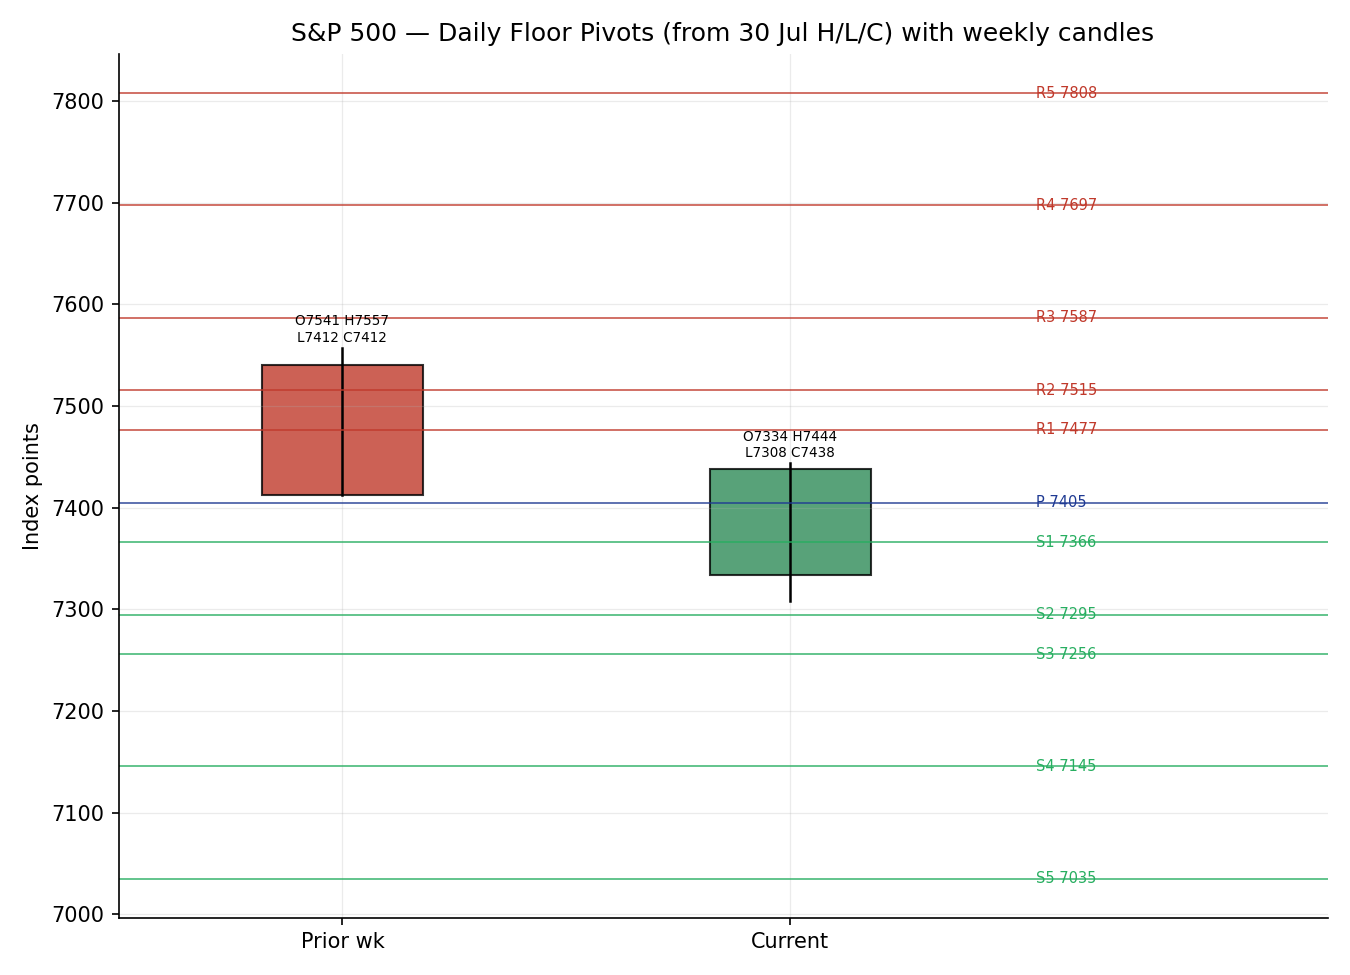 S&P 500 — Daily Floor Pivots (from 30 Jul H/L/C) with weekly candles
Index points
7800
7700
7600
7500
7400
7300
7200
7100
7000
R5 7808
R4 7697
R3 7587
R2 7515
R1 7477
P 7405
S1 7366
S2 7295
S3 7256
S4 7145
S5 7035
O7541 H7557
L7412 C7412
O7334 H7444
L7308 C7438
Prior wk
Current